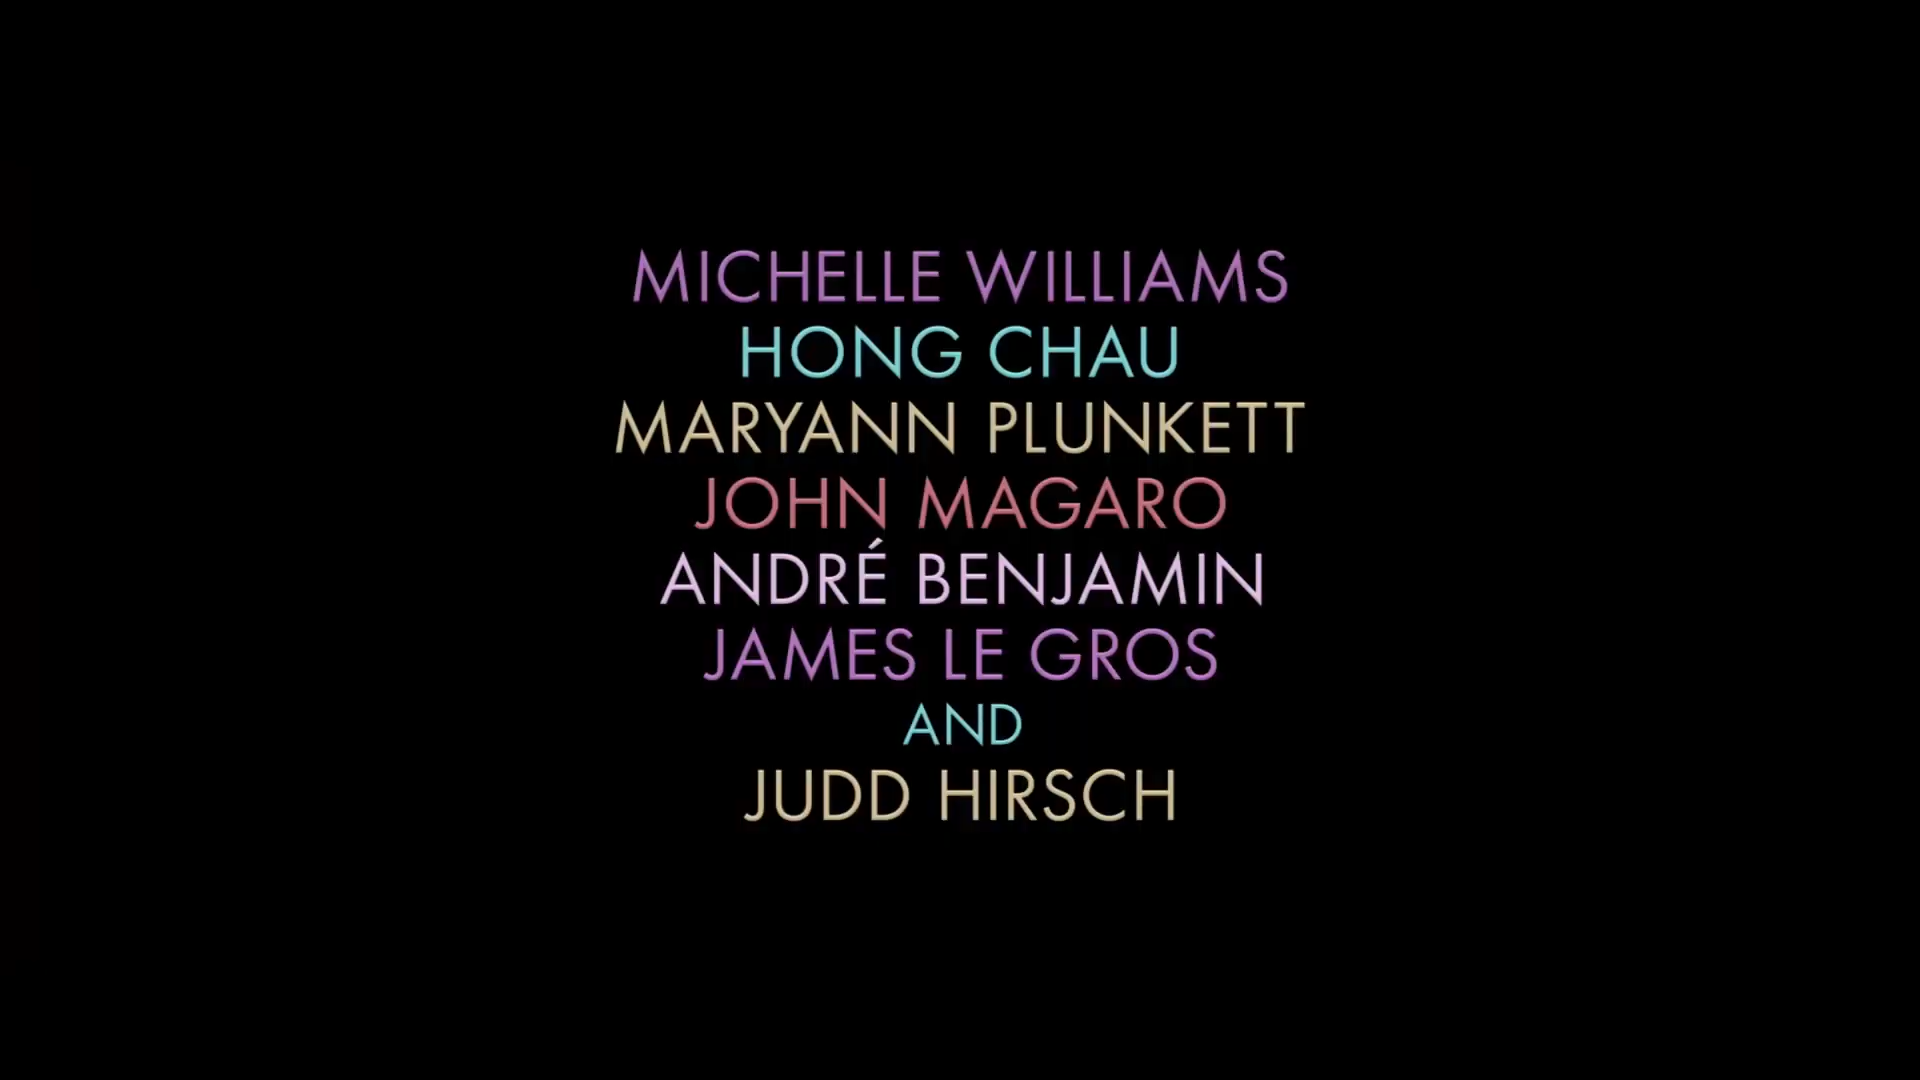 MICHELLE WILLIAMS
HONG CHAU
MARYANN PLUNKETT
JOHN MAGARO
ANDRÉ BENJAMIN
JAMES LE GROS
AND
JUDD HIRSCH